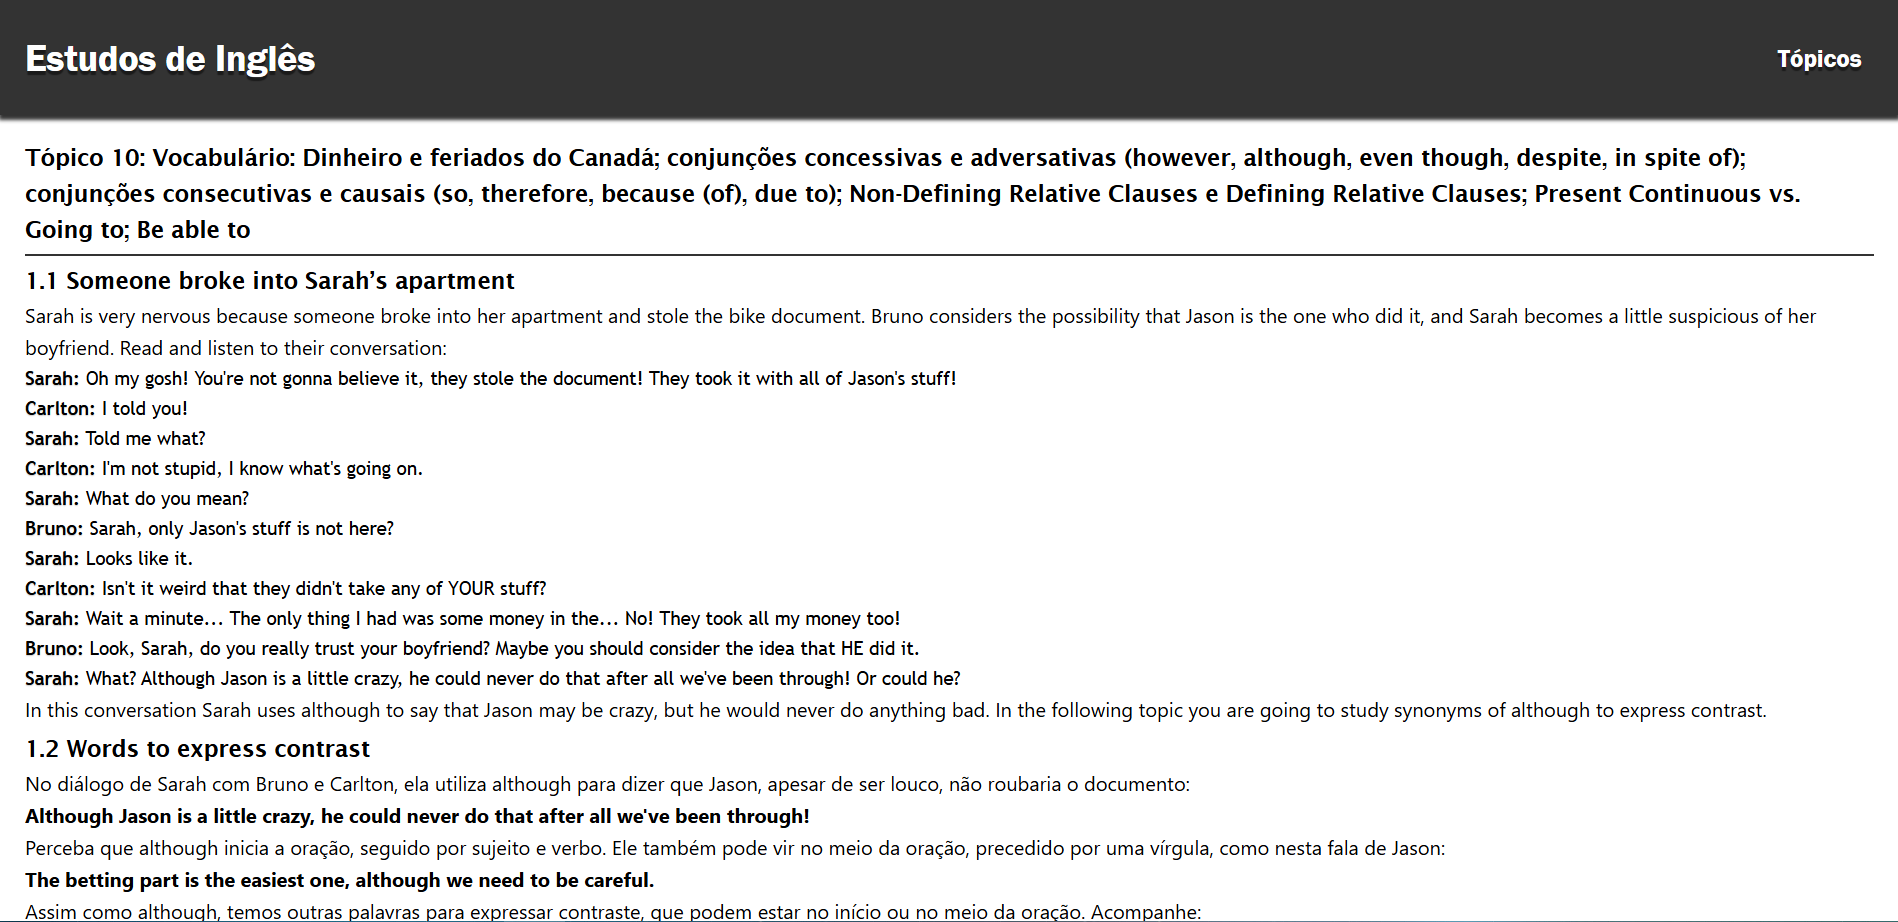 Estudos de Inglês
Tópicos
Tópico 10: Vocabulário: Dinheiro e feriados do Canadá; conjunções concessivas e adversativas (however, although, even though, despite, in spite of);
conjunções consecutivas e causais (so, therefore, because (of), due to); Non-Defining Relative Clauses e Defining Relative Clauses; Present Continuous vs.
Going to; Be able to
1.1 Someone broke into Sarah’s apartment
Sarah is very nervous because someone broke into her apartment and stole the bike document. Bruno considers the possibility that Jason is the one who did it, and Sarah becomes a little suspicious of her
boyfriend. Read and listen to their conversation:
Sarah: Oh my gosh! You're not gonna believe it, they stole the document! They took it with all of Jason's stuff!
Carlton: I told you!
Sarah: Told me what?
Carlton: I'm not stupid, I know what's going on.
Sarah: What do you mean?
Bruno: Sarah, only Jason's stuff is not here?
Sarah: Looks like it.
Carlton: Isn't it weird that they didn't take any of YOUR stuff?
Sarah: Wait a minute... The only thing I had was some money in the... No! They took all my money too!
Bruno: Look, Sarah, do you really trust your boyfriend? Maybe you should consider the idea that HE did it.
Sarah: What? Although Jason is a little crazy, he could never do that after all we've been through! Or could he?
In this conversation Sarah uses although to say that Jason may be crazy, but he would never do anything bad. In the following topic you are going to study synonyms of although to express contrast.
1.2 Words to express contrast
No diálogo de Sarah com Bruno e Carlton, ela utiliza although para dizer que Jason, apesar de ser louco, não roubaria o documento:
Although Jason is a little crazy, he could never do that after all we've been through!
Perceba que although inicia a oração, seguido por sujeito e verbo. Ele também pode vir no meio da oração, precedido por uma vírgula, como nesta fala de Jason:
The betting part is the easiest one, although we need to be careful.
Assim como although, temos outras palavras para expressar contraste, que podem estar no início ou no meio da oração. Acompanhe: